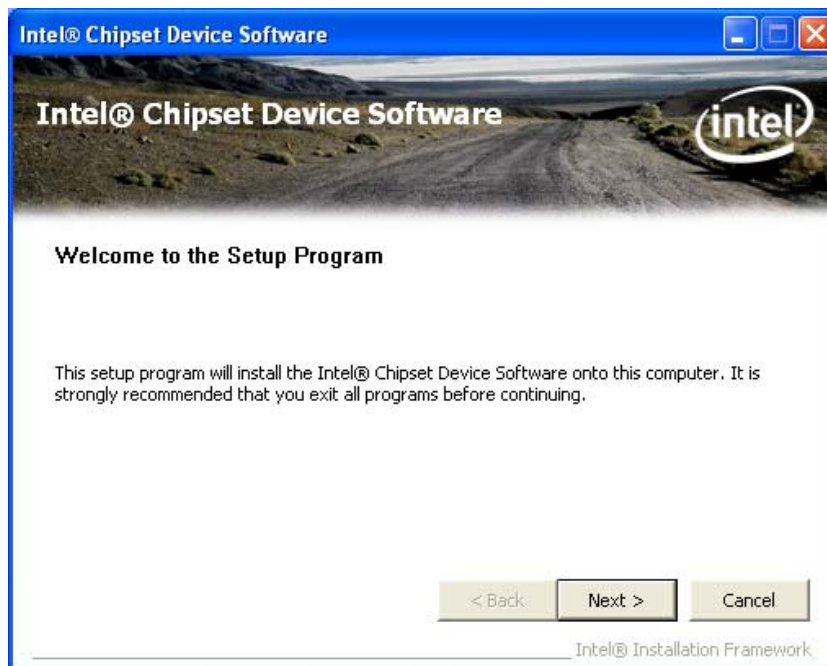 Intel® Chipset Device Software
Intel® Chipset Device Software
intel
Welcome to the Setup Program
This setup program will install the Intel® Chipset Device Software onto this computer. It is
strongly recommended that you exit all programs before continuing.
< Back
Next >
Cancel
Intel® Installation Framework